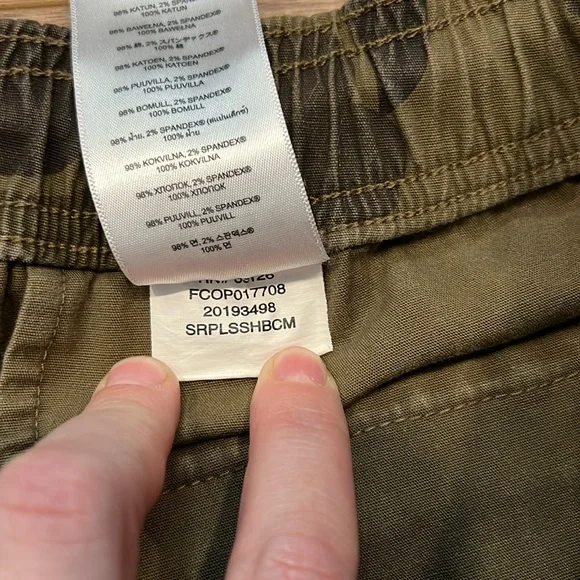 98% KATUN, 2% SPANDEX®
100% KATUN
98% BAWEŁNA, 2% SPANDEX®
100% BAWEŁNA
98% 綿, 2% スパンデックス®
100% 綿
98% KATOEN, 2% SPANDEX®
100% KATOEN
98% PUUVILLA, 2% SPANDEX®
100% PUUVILLA
98% BOMULL, 2% SPANDEX®
100% BOMULL
98% ฝ้าย, 2% SPANDEX® (สแปนเด็กซ์)
100% ฝ้าย
98% KOKVILNA, 2% SPANDEX®
100% KOKVILNA
98% ХЛОПОК, 2% SPANDEX®
100% ХЛОПОК
98% PUUVILL, 2% SPANDEX®
100% PUUVILL
98% 면, 2% 스판덱스®
100% 면
FCOP017708
20193498
SRPLSSHBCM